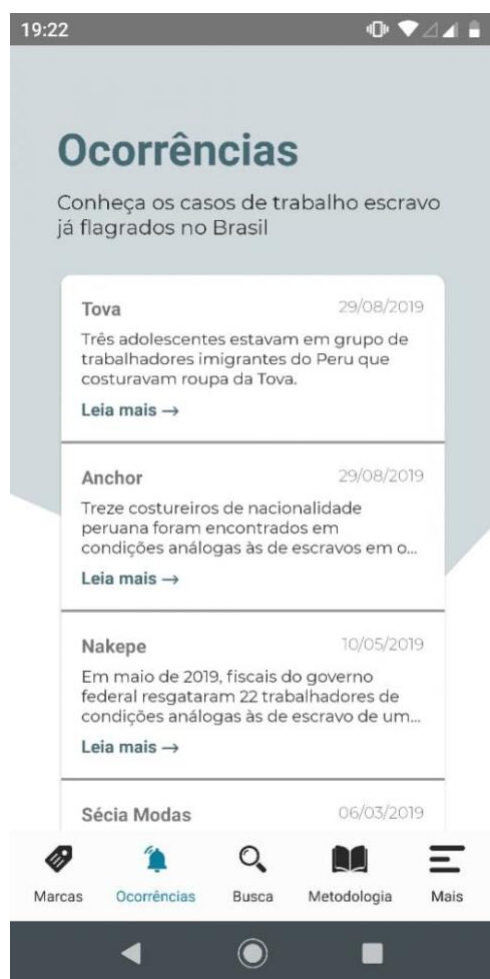 19:22
Ocorrências
Conheça os casos de trabalho escravo
já flagrados no Brasil
Tova 29/08/2019
Três adolescentes estavam em grupo de
trabalhadores imigrantes do Peru que
costuravam roupa da Tova.
Leia mais →
Anchor 29/08/2019
Treze costureiros de nacionalidade
peruana foram encontrados em
condições análogas às de escravos em o...
Leia mais →
Nakepe 10/05/2019
Em maio de 2019, fiscais do governo
federal resgataram 22 trabalhadores de
condições análogas às de escravo de um...
Leia mais →
Sécia Modas 06/03/2019
Marcas Ocorrências Busca Metodologia Mais